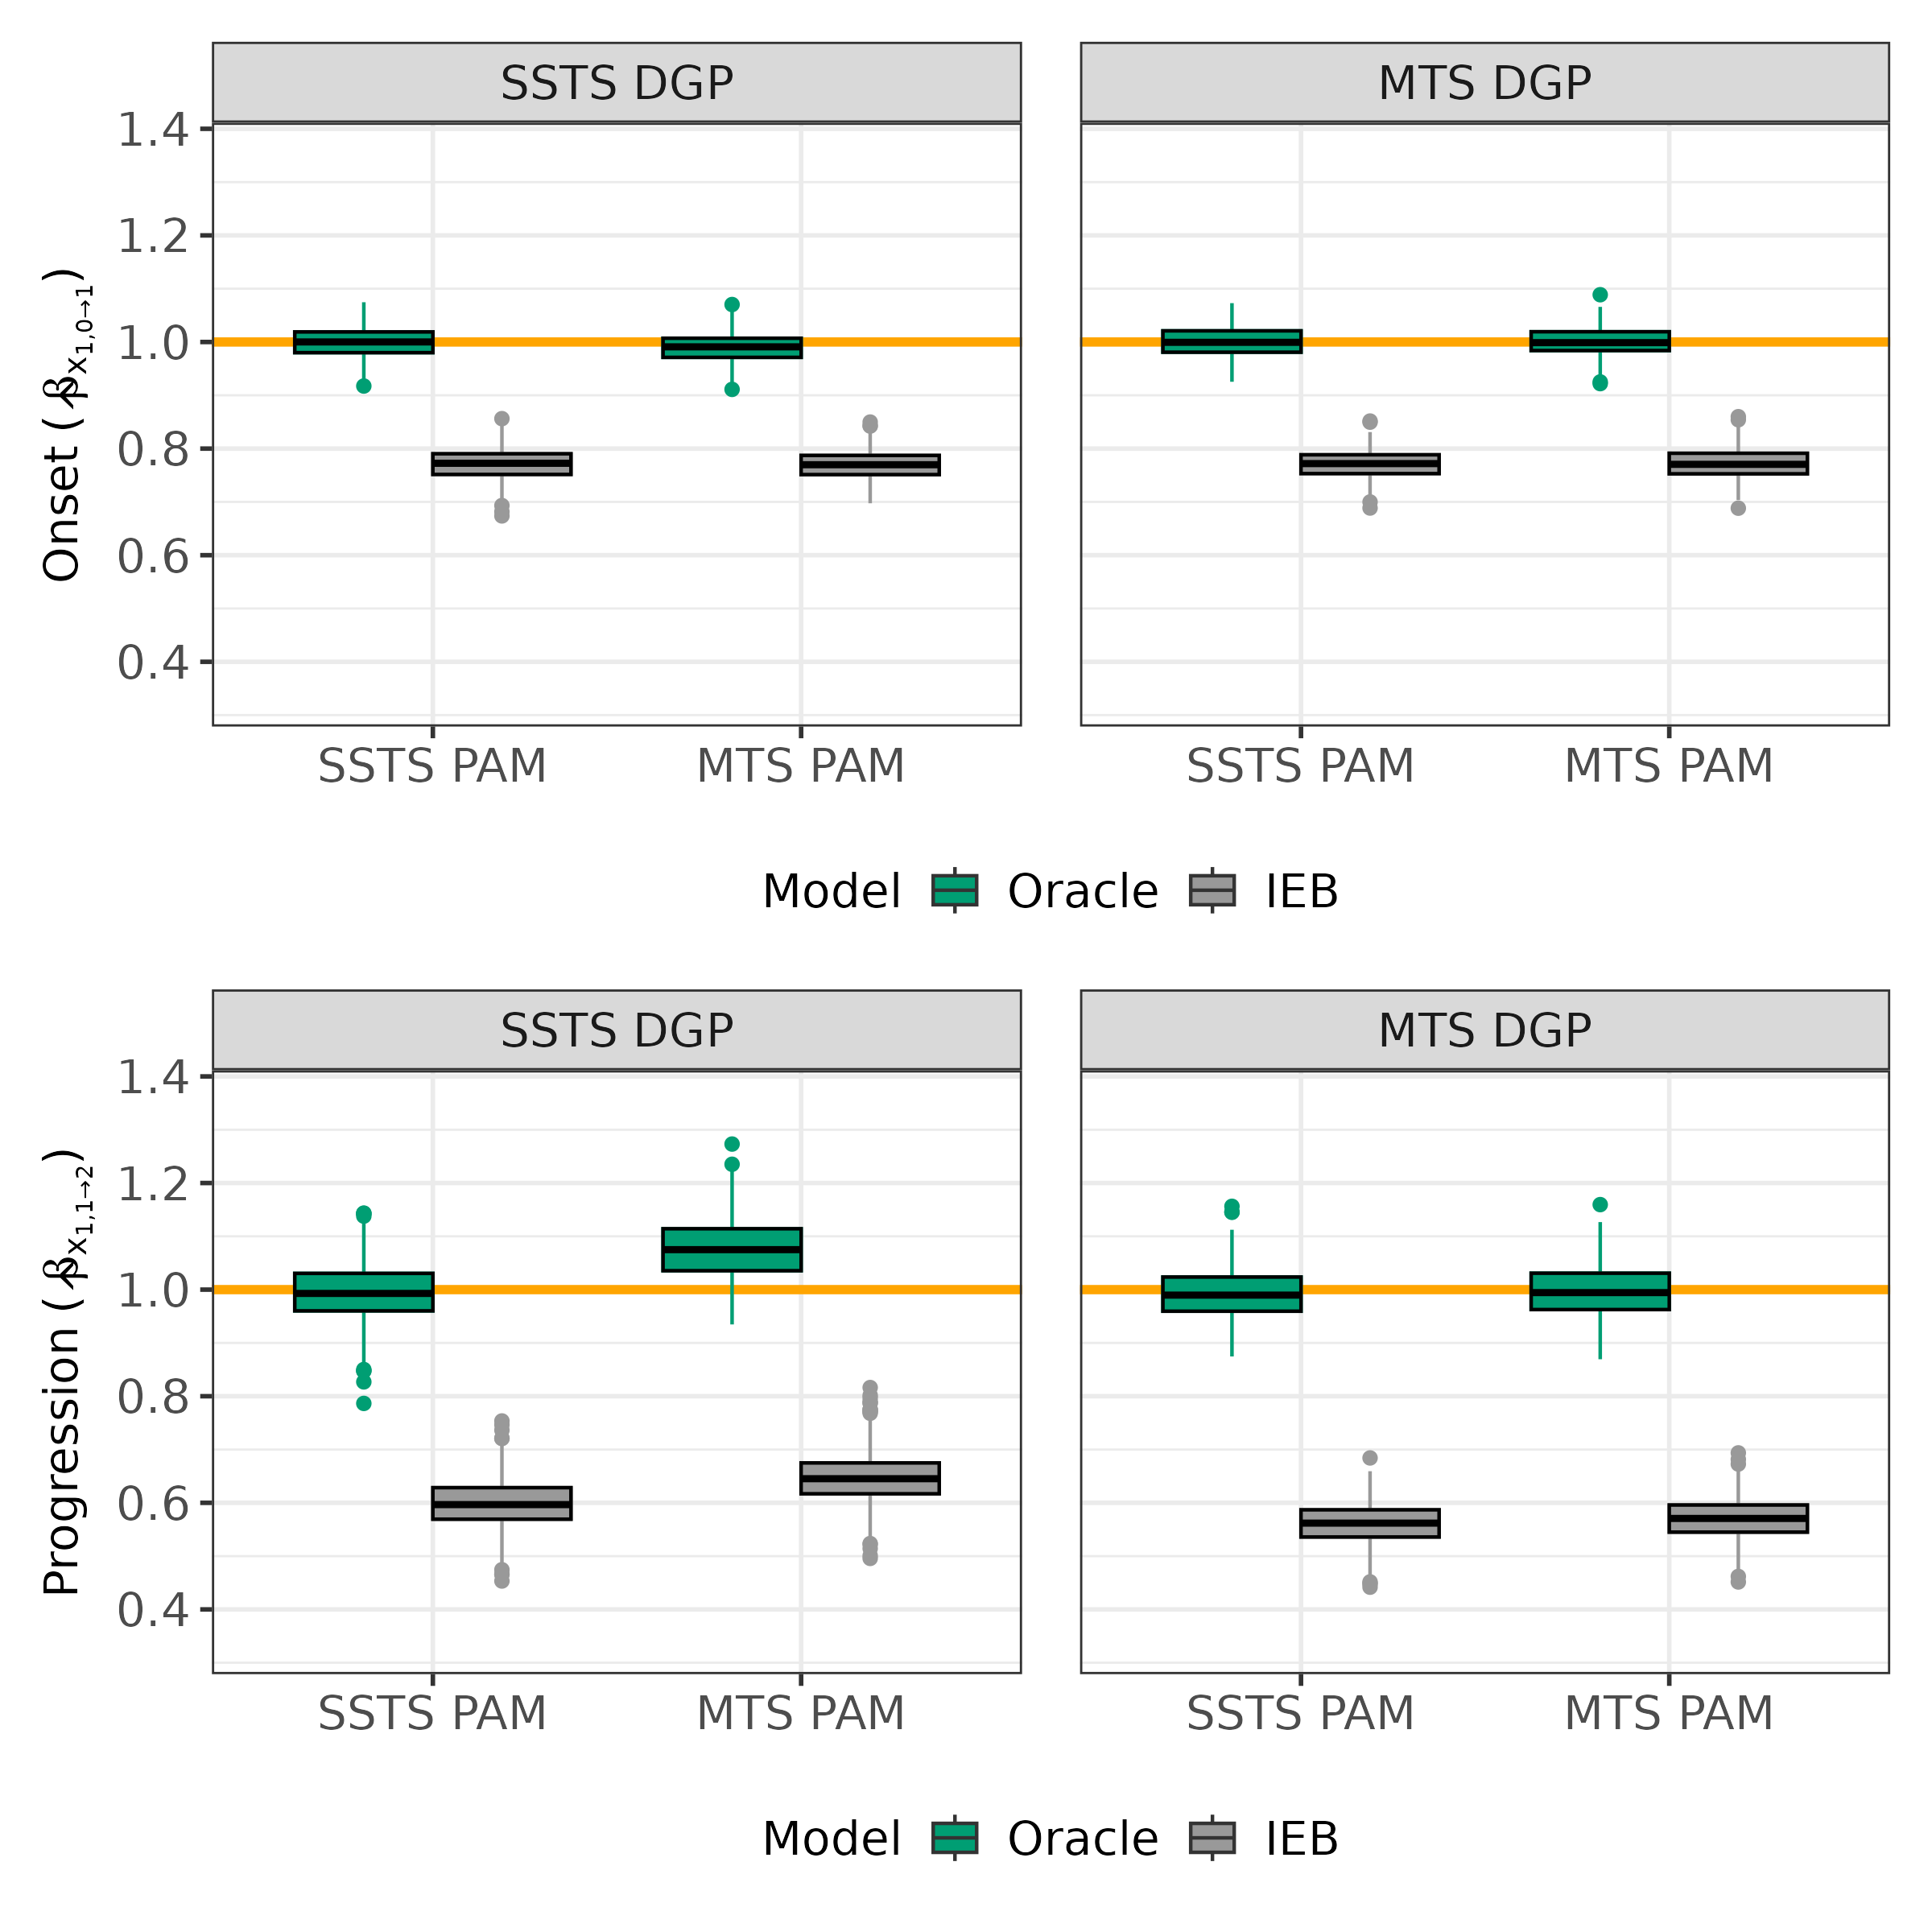 SSTS DGP MTS DGP
1.4
1.2
1.0
0.8
0.6
0.4
Onset ( β̂x1,0→1)
SSTS PAM MTS PAM SSTS PAM MTS PAM
Model Oracle IEB
SSTS DGP MTS DGP
1.4
1.2
1.0
0.8
0.6
0.4
Progression ( β̂x1,1→2)
SSTS PAM MTS PAM SSTS PAM MTS PAM
Model Oracle IEB